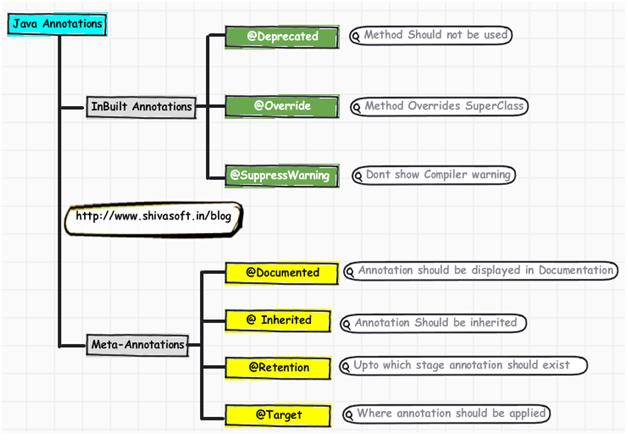 Java Annotations
@Deprecated
Method Should not be used
InBuilt Annotations
@Override
Method Overrides SuperClass
@SuppressWarning
Dont show Compiler warning
http://www.shivasoft.in/blog
@Documented
Annotation should be displayed in Documentation
@ Inherited
Annotation Should be inherited
Meta-Annotations
@Retention
Upto which stage annotation should exist
@Target
Where annotation should be applied